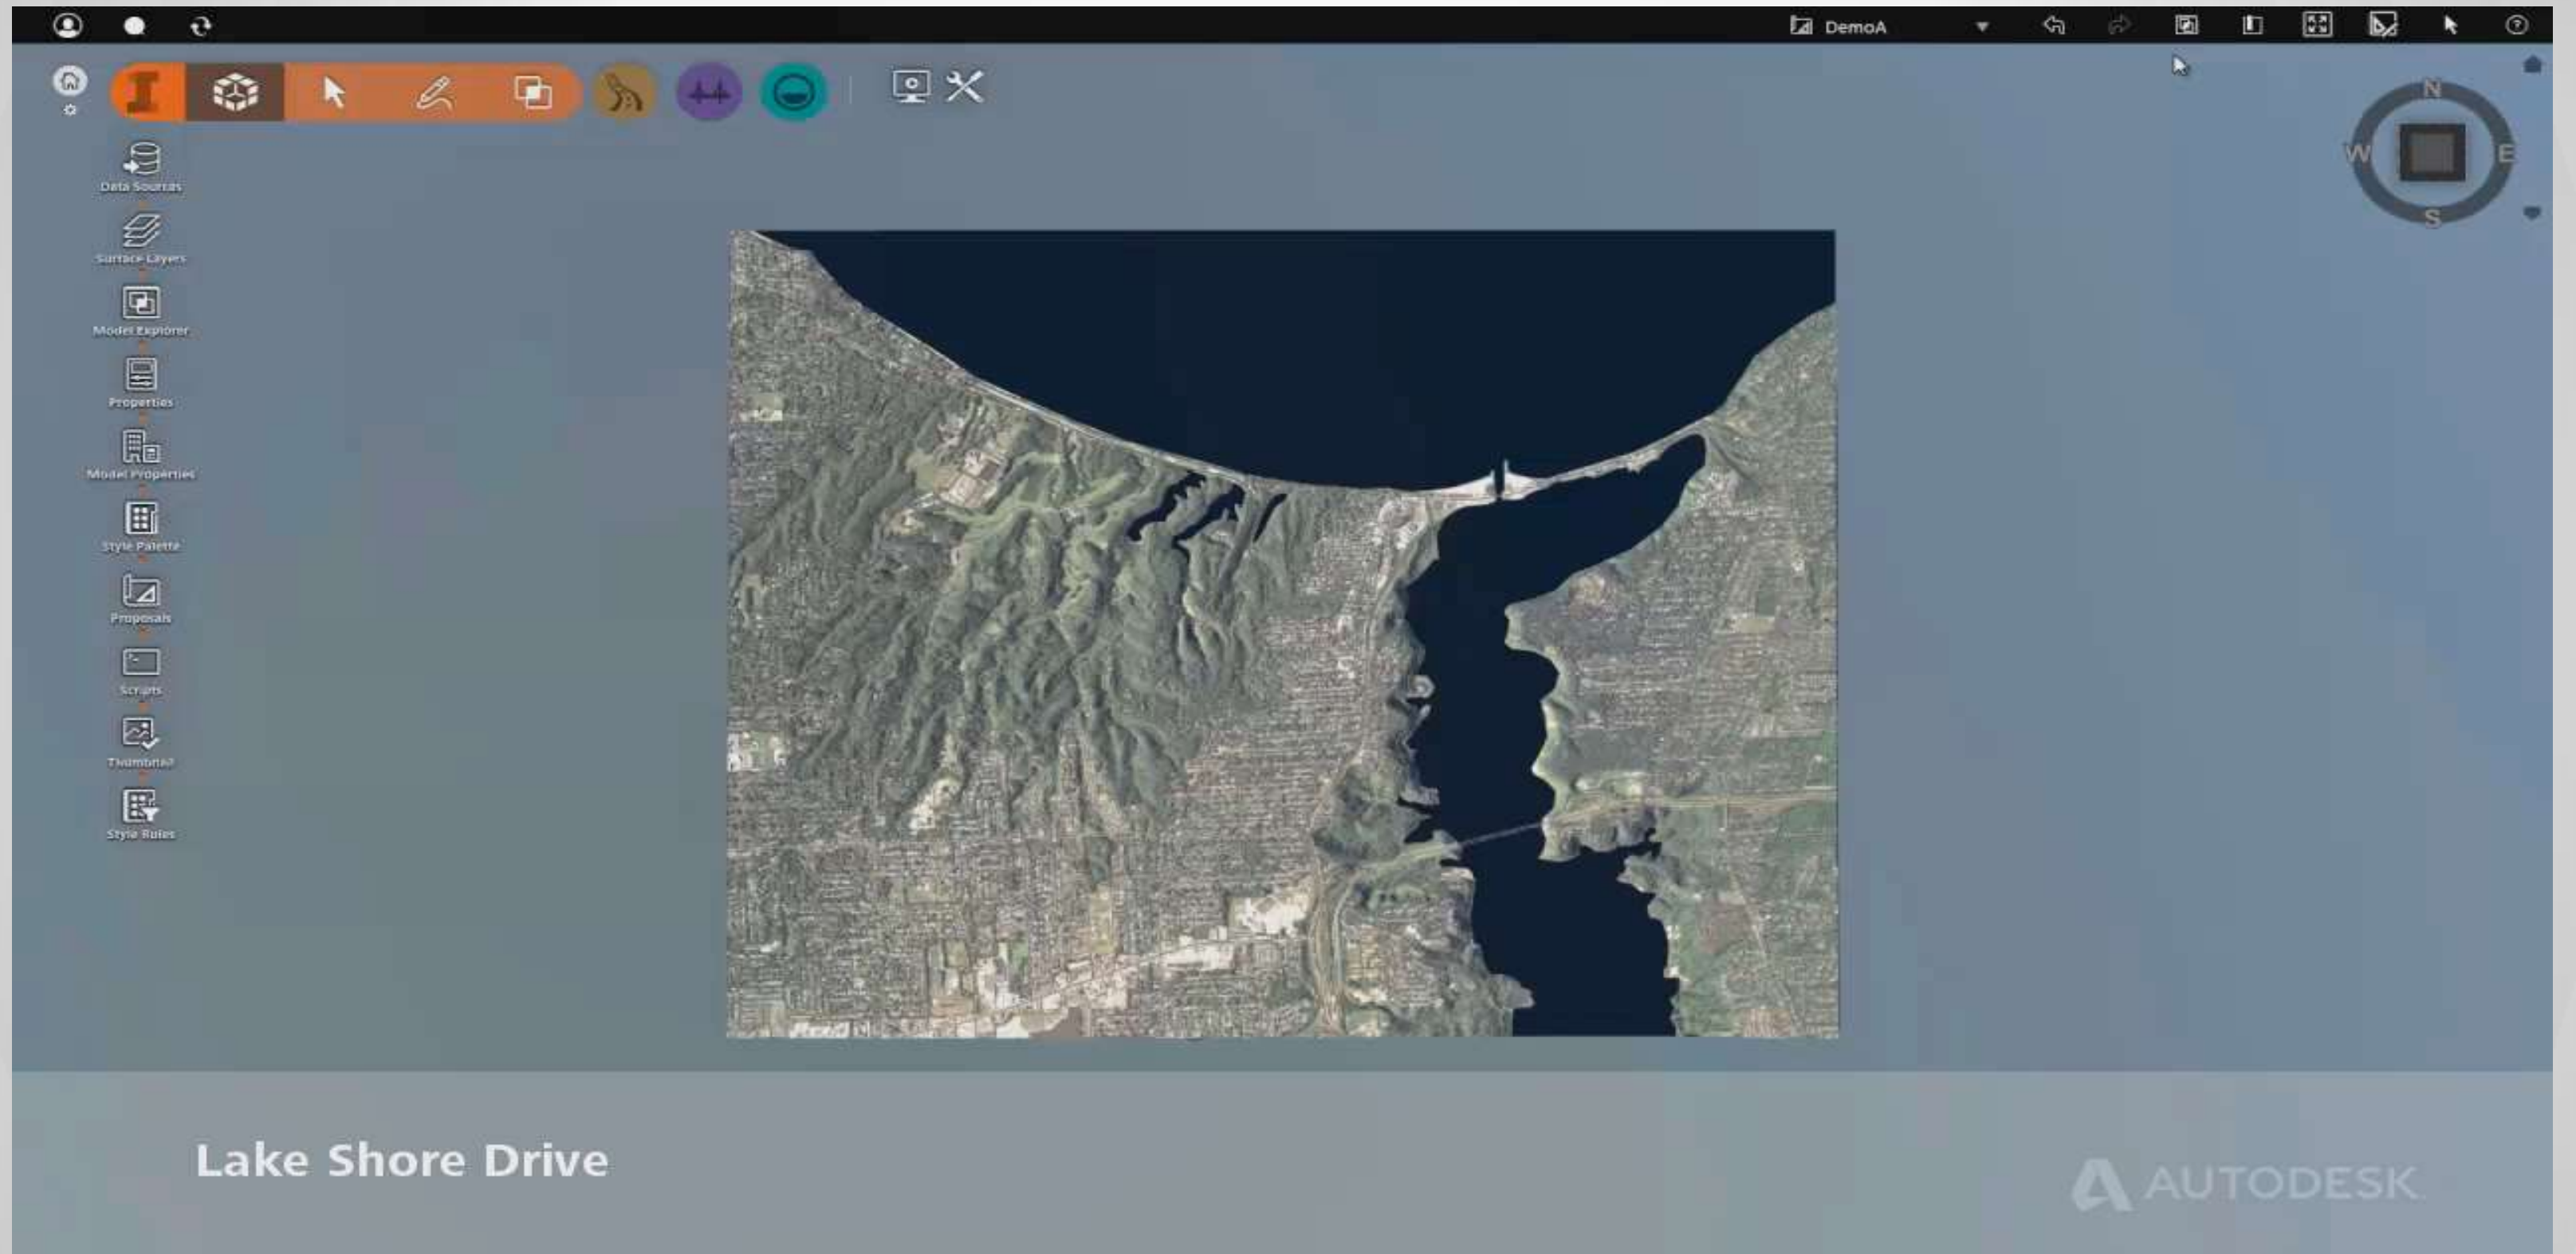 DemoA
N
W
E
S
Data Sources
Surface Layers
Model Explorer
Properties
Model Properties
Style Palette
Proposals
Scripts
Thumbnail
Style Rules
Lake Shore Drive
AUTODESK